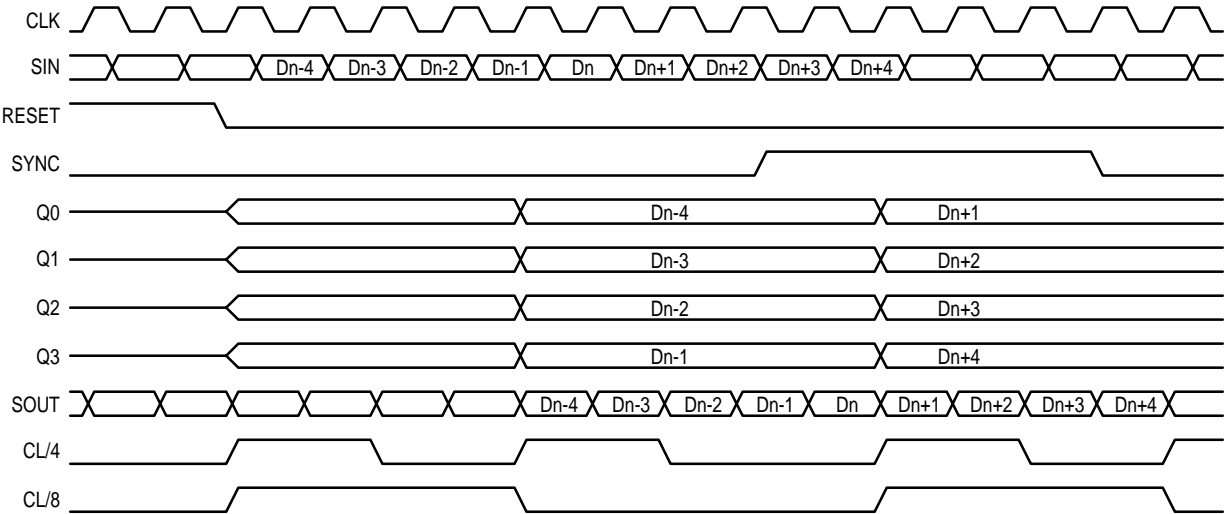 CLK
SIN Dn-4 Dn-3 Dn-2 Dn-1 Dn Dn+1 Dn+2 Dn+3 Dn+4
RESET
SYNC
Q0 Dn-4 Dn+1
Q1 Dn-3 Dn+2
Q2 Dn-2 Dn+3
Q3 Dn-1 Dn+4
SOUT Dn-4 Dn-3 Dn-2 Dn-1 Dn Dn+1 Dn+2 Dn+3 Dn+4
CL/4
CL/8